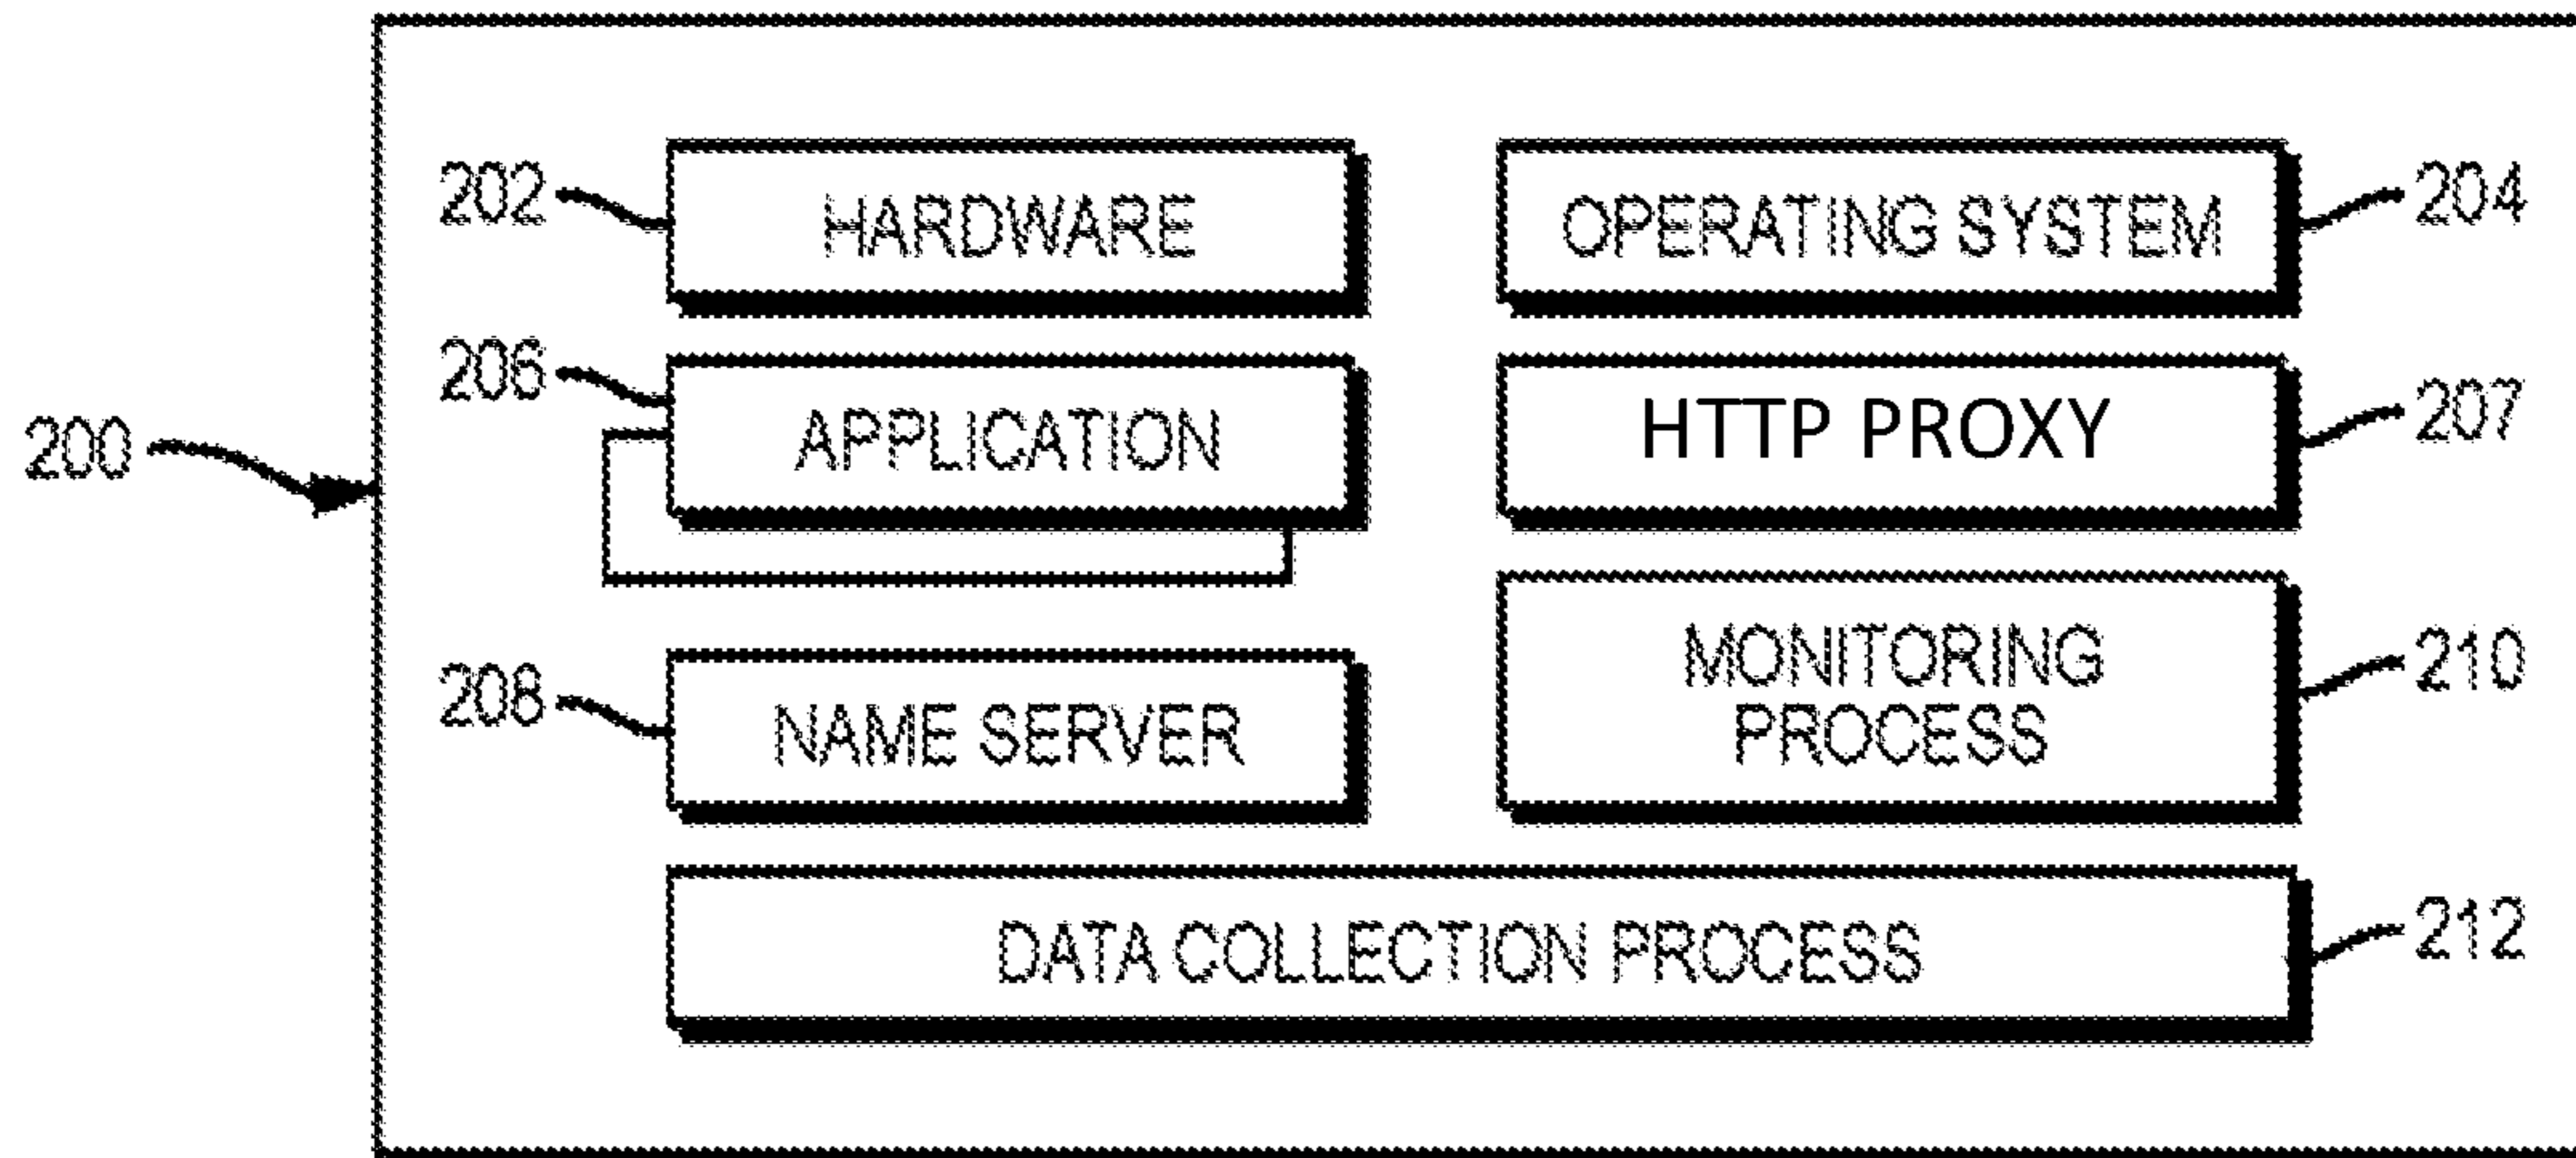 202 HARDWARE OPERATING SYSTEM 204
206 APPLICATION HTTP PROXY 207
200
208 NAME SERVER MONITORING PROCESS 210
DATA COLLECTION PROCESS 212